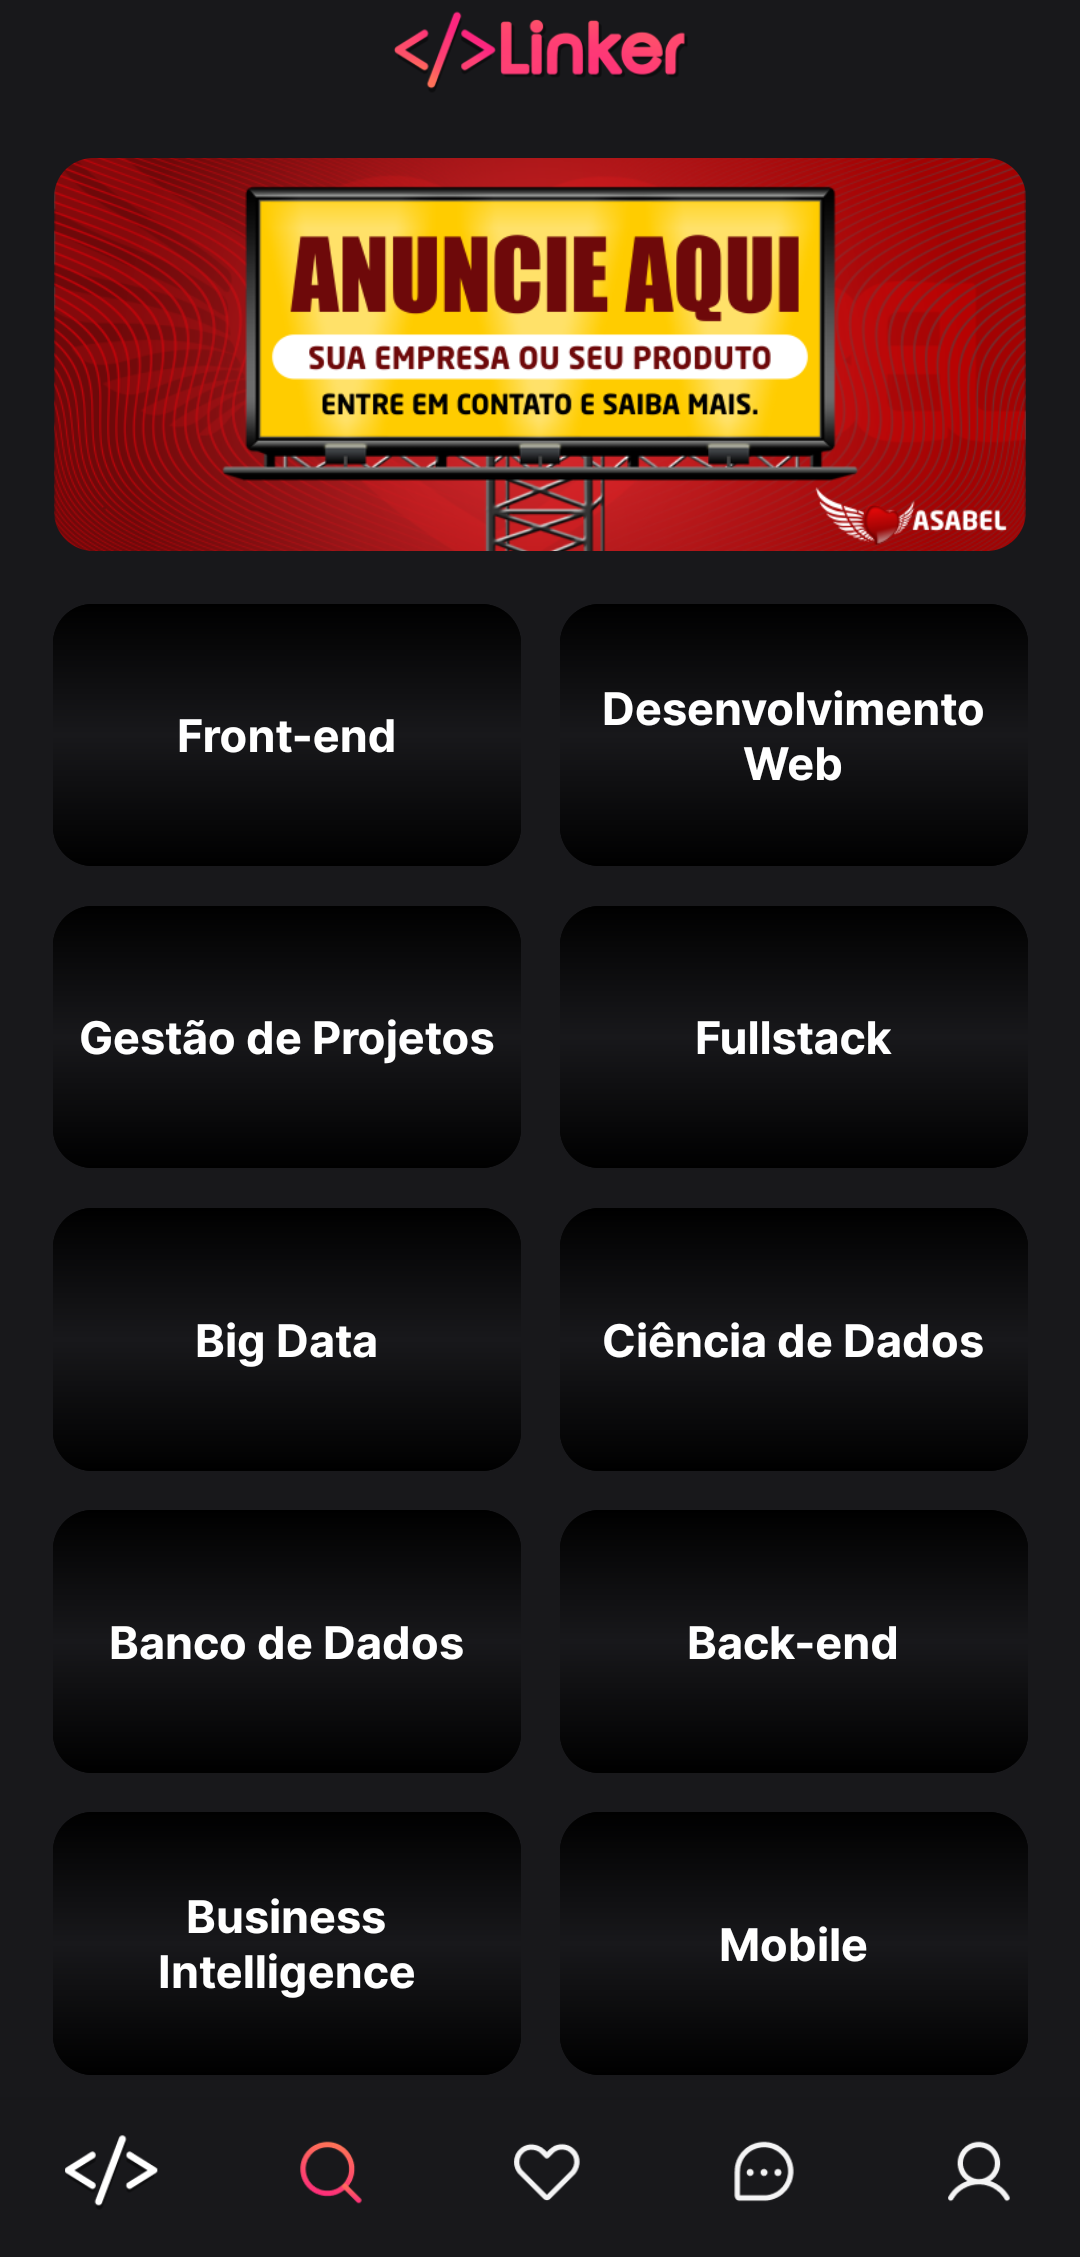 </>Linker
ANUNCIE AQUI
SUA EMPRESA OU SEU PRODUTO
ENTRE EM CONTATO E SAIBA MAIS.
ASABEL
Front-end
Desenvolvimento
Web
Gestão de Projetos
Fullstack
Big Data
Ciência de Dados
Banco de Dados
Back-end
Business
Intelligence
Mobile
</>